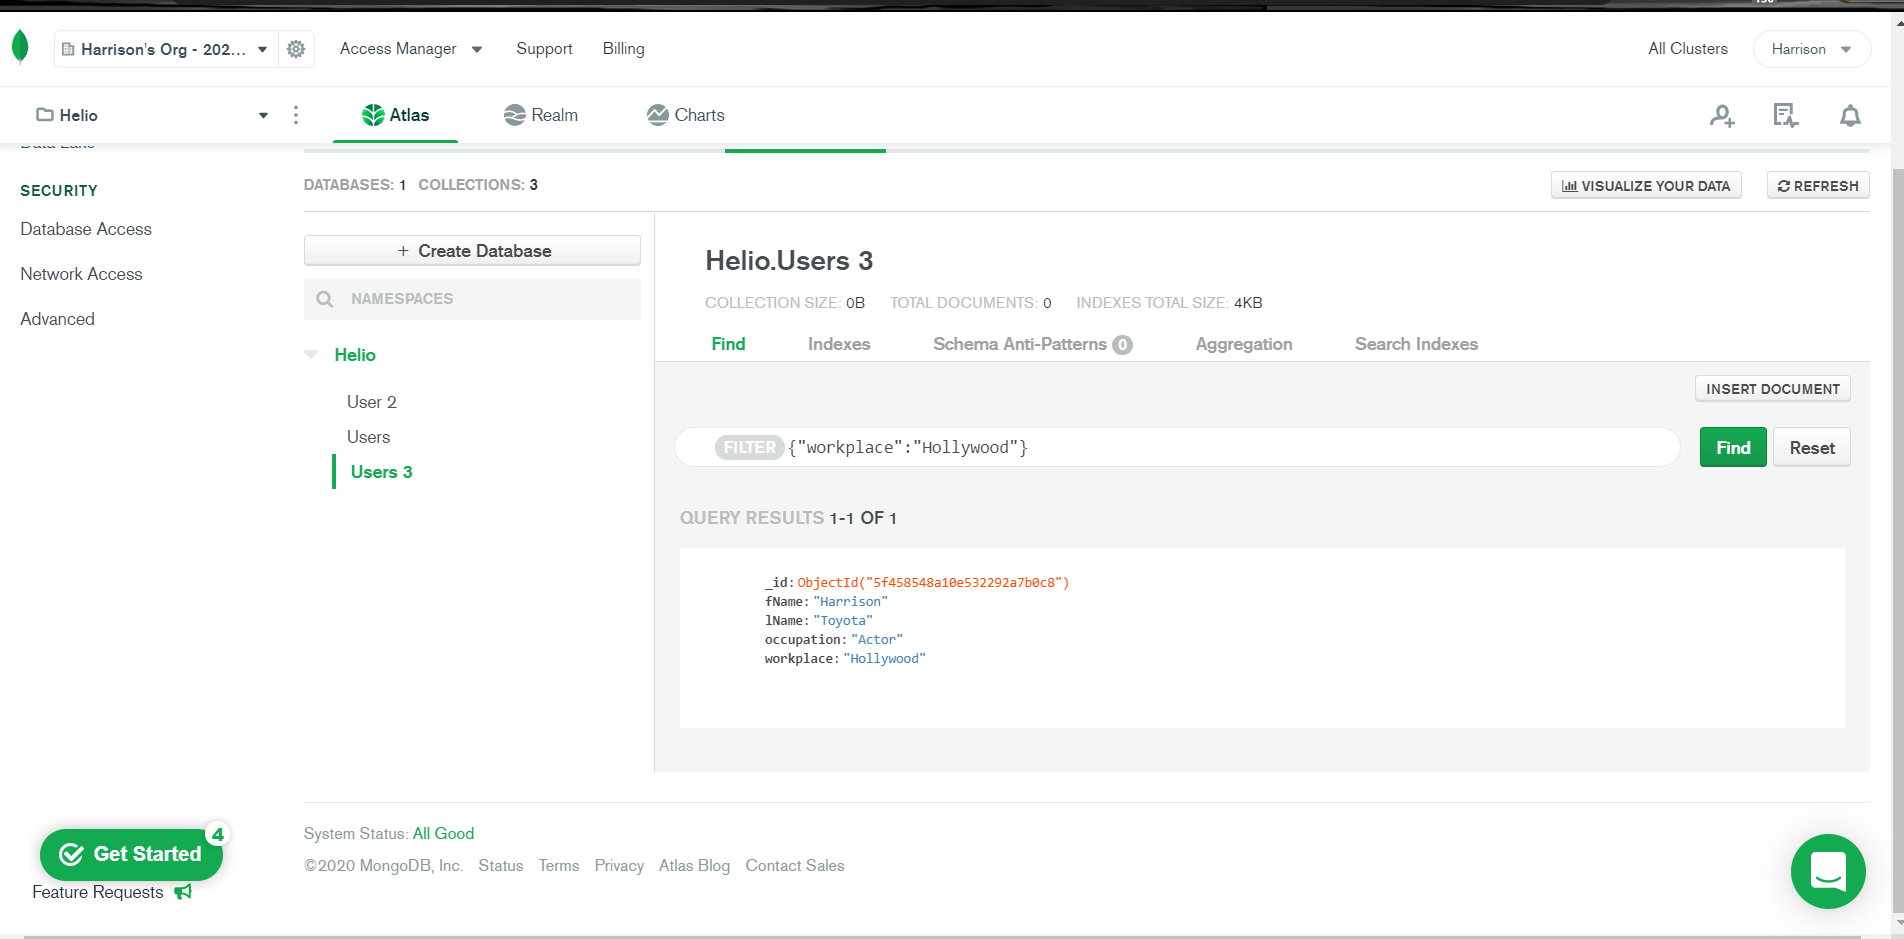 Harrison's Org - 202...
Access Manager
Support
Billing
All Clusters
Harrison
Helio
Atlas
Realm
Charts
Data Lake
SECURITY
Database Access
Network Access
Advanced
DATABASES: 1 COLLECTIONS: 3
VISUALIZE YOUR DATA
REFRESH
+ Create Database
NAMESPACES
Helio
User 2
Users
Users 3
Helio.Users 3
COLLECTION SIZE: 0B TOTAL DOCUMENTS: 0 INDEXES TOTAL SIZE: 4KB
Find
Indexes
Schema Anti-Patterns 0
Aggregation
Search Indexes
INSERT DOCUMENT
FILTER {"workplace":"Hollywood"}
Find
Reset
QUERY RESULTS 1-1 OF 1
_id: ObjectId("5f458548a10e532292a7b0c8")
fName: "Harrison"
lName: "Toyota"
occupation: "Actor"
workplace: "Hollywood"
System Status: All Good
©2020 MongoDB, Inc. Status Terms Privacy Atlas Blog Contact Sales
Get Started
4
Feature Requests